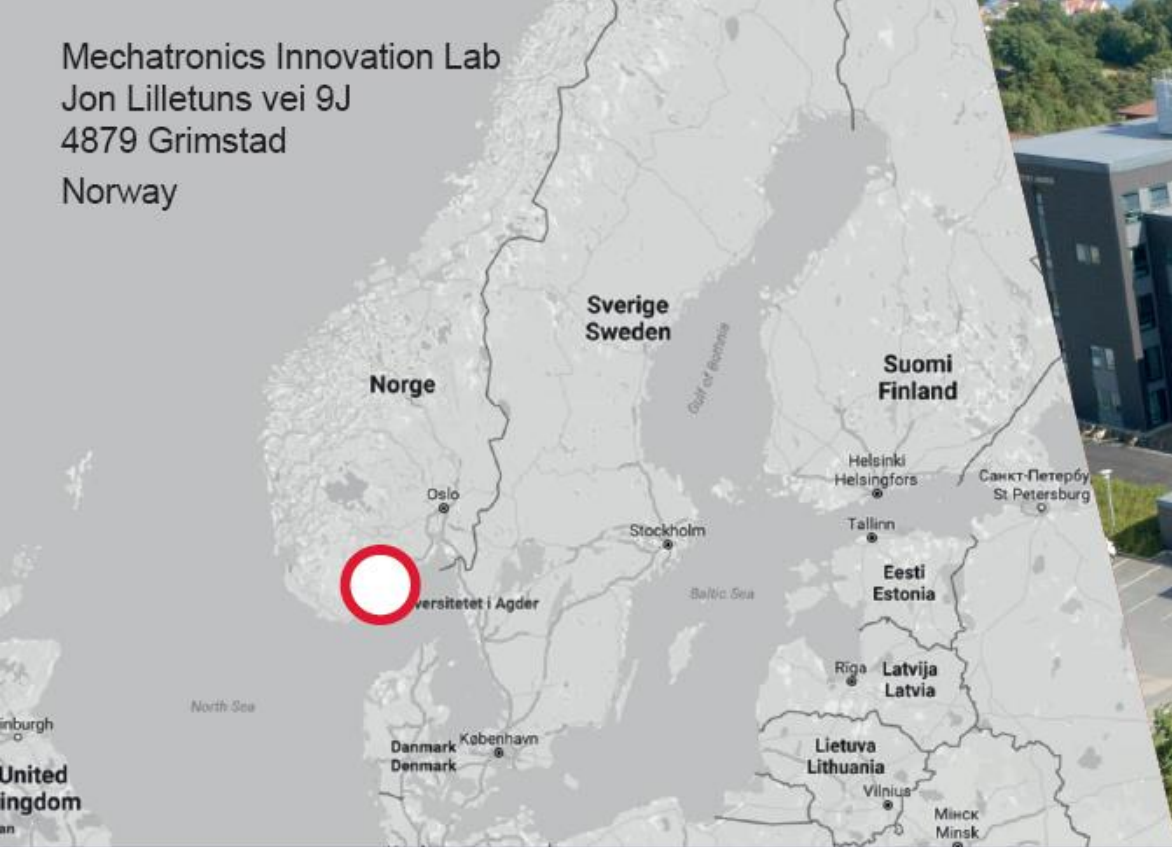 Mechatronics Innovation Lab
Jon Lilletuns vei 9J
4879 Grimstad
Norway
Sverige
Sweden
Gulf of Bothnia
Norge
Suomi
Finland
Helsinki
Helsingfors
Санкт-Петербу
St Petersburg
Oslo
Stockholm
Tallinn
Eesti
Estonia
Baltic Sea
versitetet i Agder
Rīga
Latvija
Latvia
North Sea
inburgh
Danmark
Denmark
København
Lietuva
Lithuania
Vilnius
United
ingdom
an
Мінск
Minsk